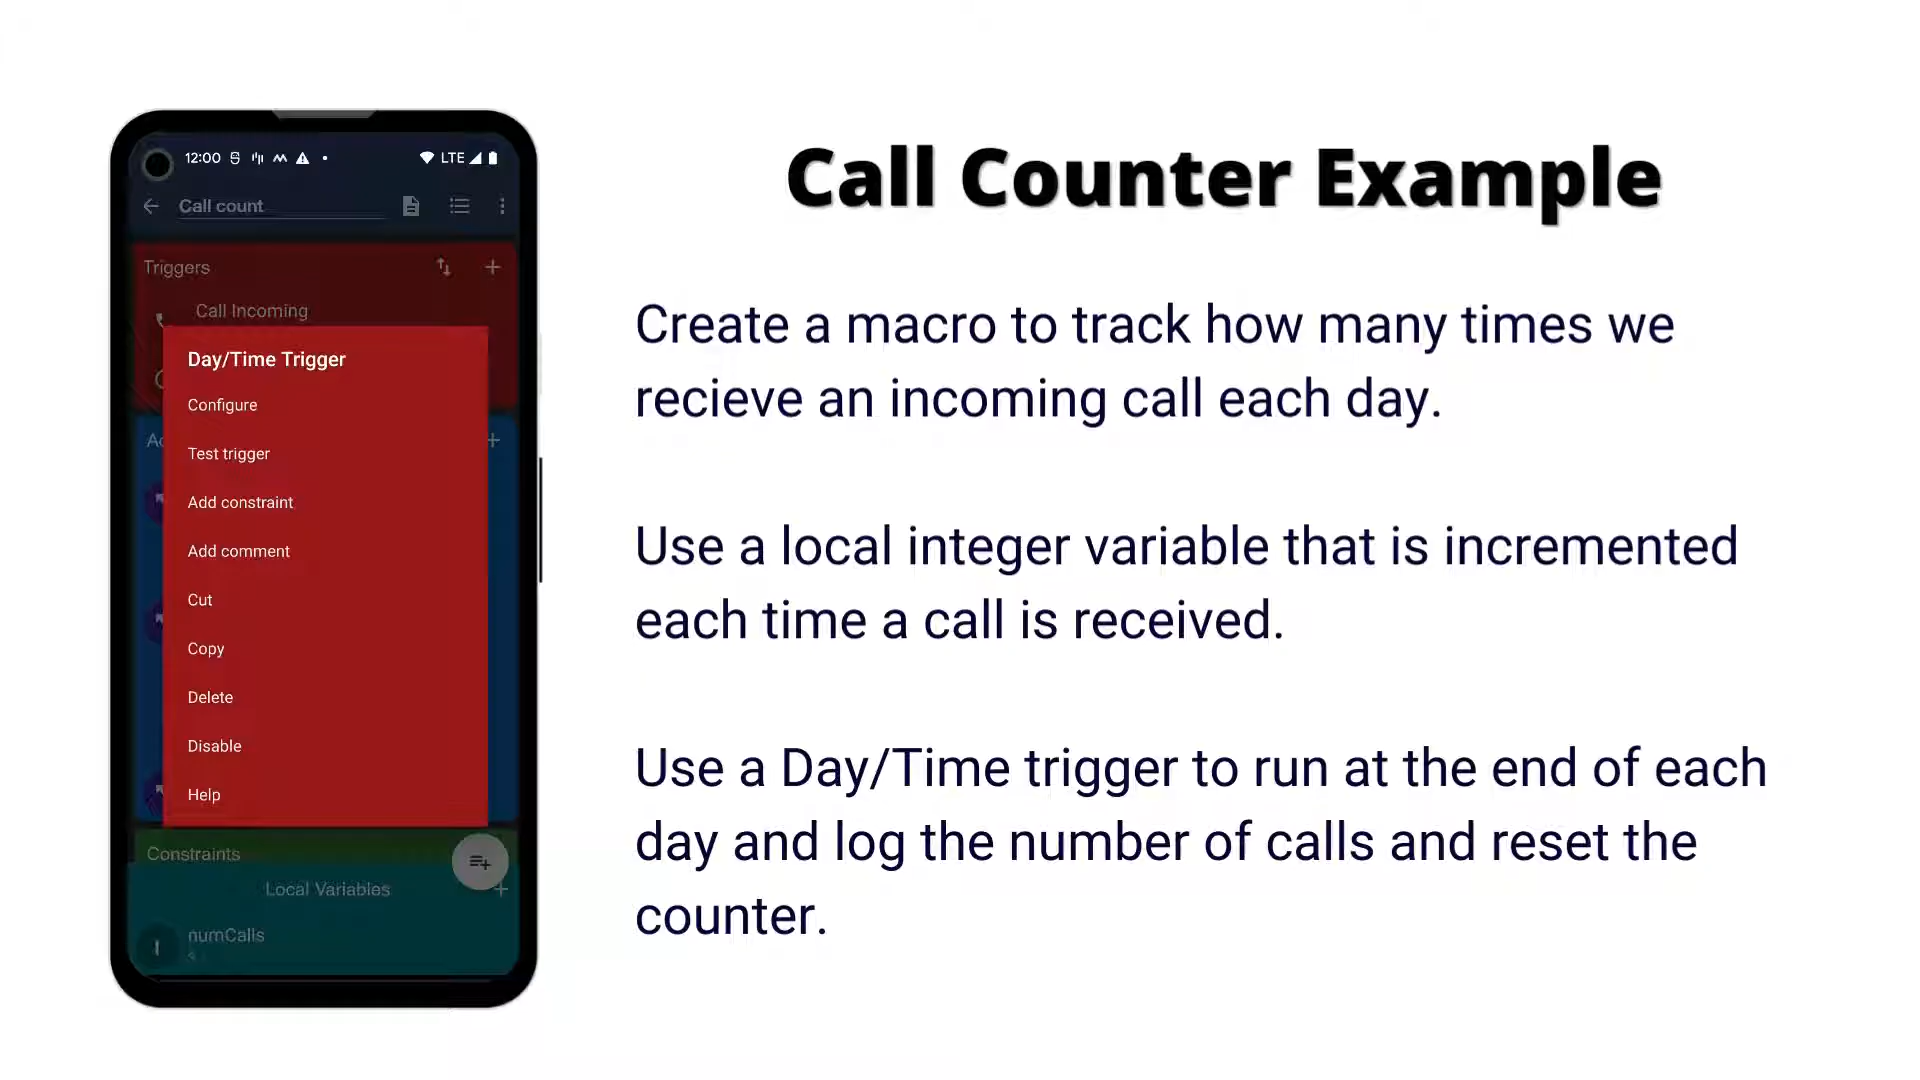 12:00
LTE
Call count
Triggers
Call Incoming
Day/Time Trigger
Configure
Test trigger
Add constraint
Add comment
Cut
Copy
Delete
Disable
Help
Constraints
Local Variables
numCalls
Call Counter Example
Create a macro to track how many times we
recieve an incoming call each day.
Use a local integer variable that is incremented
each time a call is received.
Use a Day/Time trigger to run at the end of each
day and log the number of calls and reset the
counter.